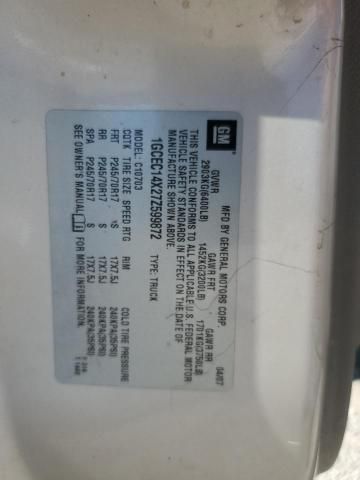 GM
MFD BY GENERAL MOTORS CORP. 04/07
GVWR GAWR FRT GAWR RR
2903KG(6400LB) 1452KG(3200LB) 1701KG(3750LB)
THIS VEHICLE CONFORMS TO ALL APPLICABLE U.S. FEDERAL MOTOR
VEHICLE SAFETY STANDARDS IN EFFECT ON THE DATE OF
MANUFACTURE SHOWN ABOVE.
1GCEC14X27Z599872 TYPE: TRUCK
MODEL: C10703
CQTK TIRE SIZE SPEED RTG RIM COLD TIRE PRESSURE
FRT P245/70R17 S 17X7.5J 240KPA(35PSI)
RR P245/70R17 S 17X7.5J 240KPA(35PSI)
SPA P245/70R17 S 17X7.5J 240KPA(35PSI)
SEE OWNER'S MANUAL FOR MORE INFORMATION.